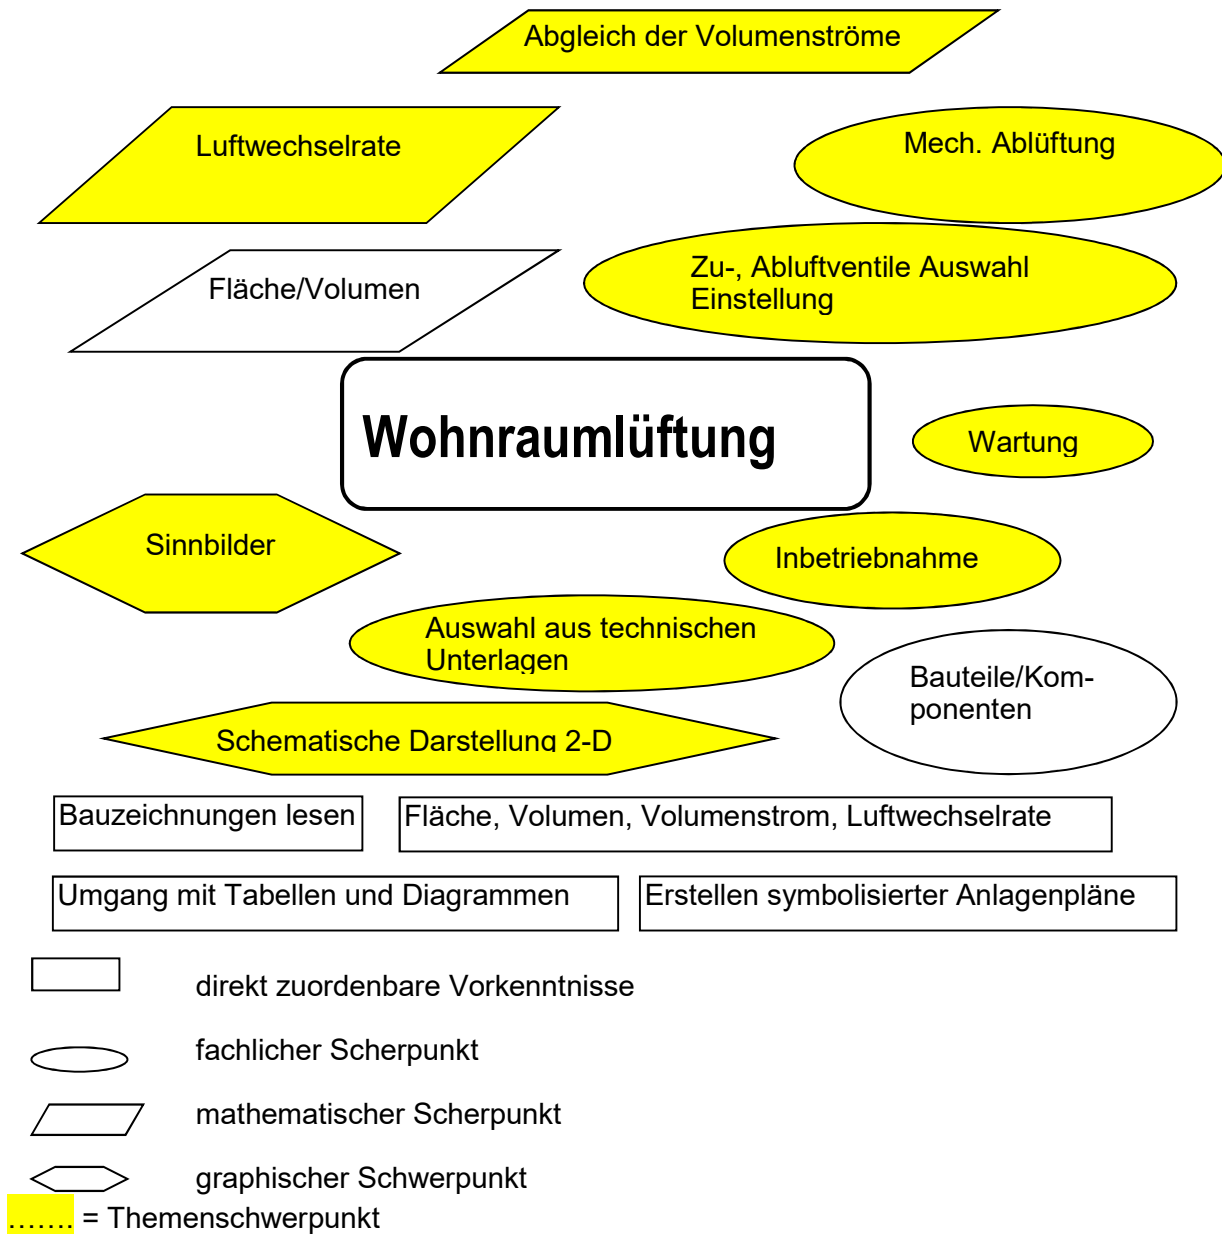 Abgleich der Volumenströme
Luftwechselrate
Mech. Ablüftung
Fläche/Volumen
Zu-, Abluftventile Auswahl
Einstellung
Wohnraumlüftung
Wartung
Sinnbilder
Inbetriebnahme
Auswahl aus technischen
Unterlagen
Bauteile/Kom-
ponenten
Schematische Darstellung 2-D
Bauzeichnungen lesen
Fläche, Volumen, Volumenstrom, Luftwechselrate
Umgang mit Tabellen und Diagrammen
Erstellen symbolisierter Anlagenpläne
direkt zuordenbare Vorkenntnisse
fachlicher Scherpunkt
mathematischer Scherpunkt
graphischer Schwerpunkt
....... = Themenschwerpunkt